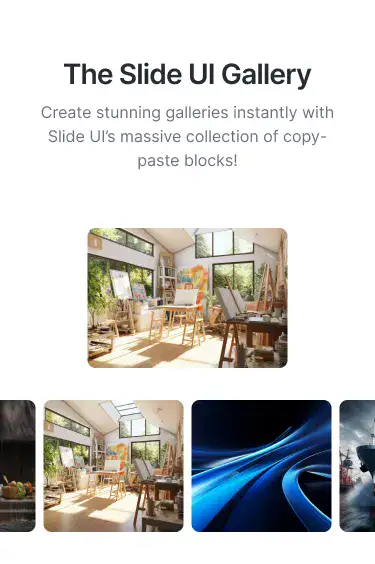 The Slide UI Gallery
Create stunning galleries instantly with
Slide UI’s massive collection of copy-
paste blocks!